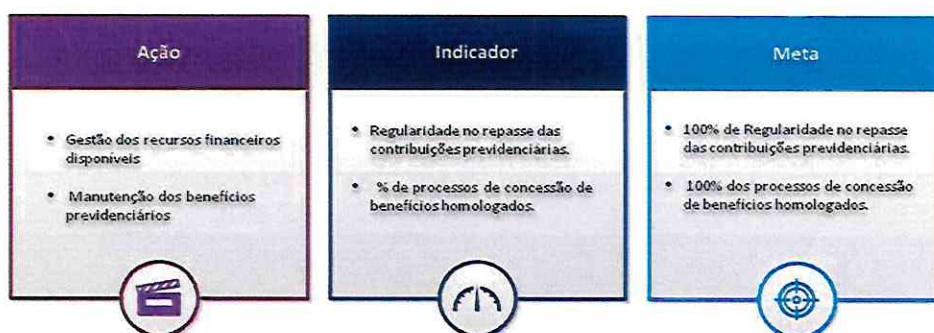 Ação
• Gestão dos recursos financeiros
disponíveis
• Manutenção dos benefícios
previdenciários
Indicador
• Regularidade no repasse das
contribuições previdenciárias.
• % de processos de concessão de
benefícios homologados.
Meta
• 100% de Regularidade no repasse
das contribuições previdenciárias.
• 100% dos processos de concessão
de benefícios homologados.